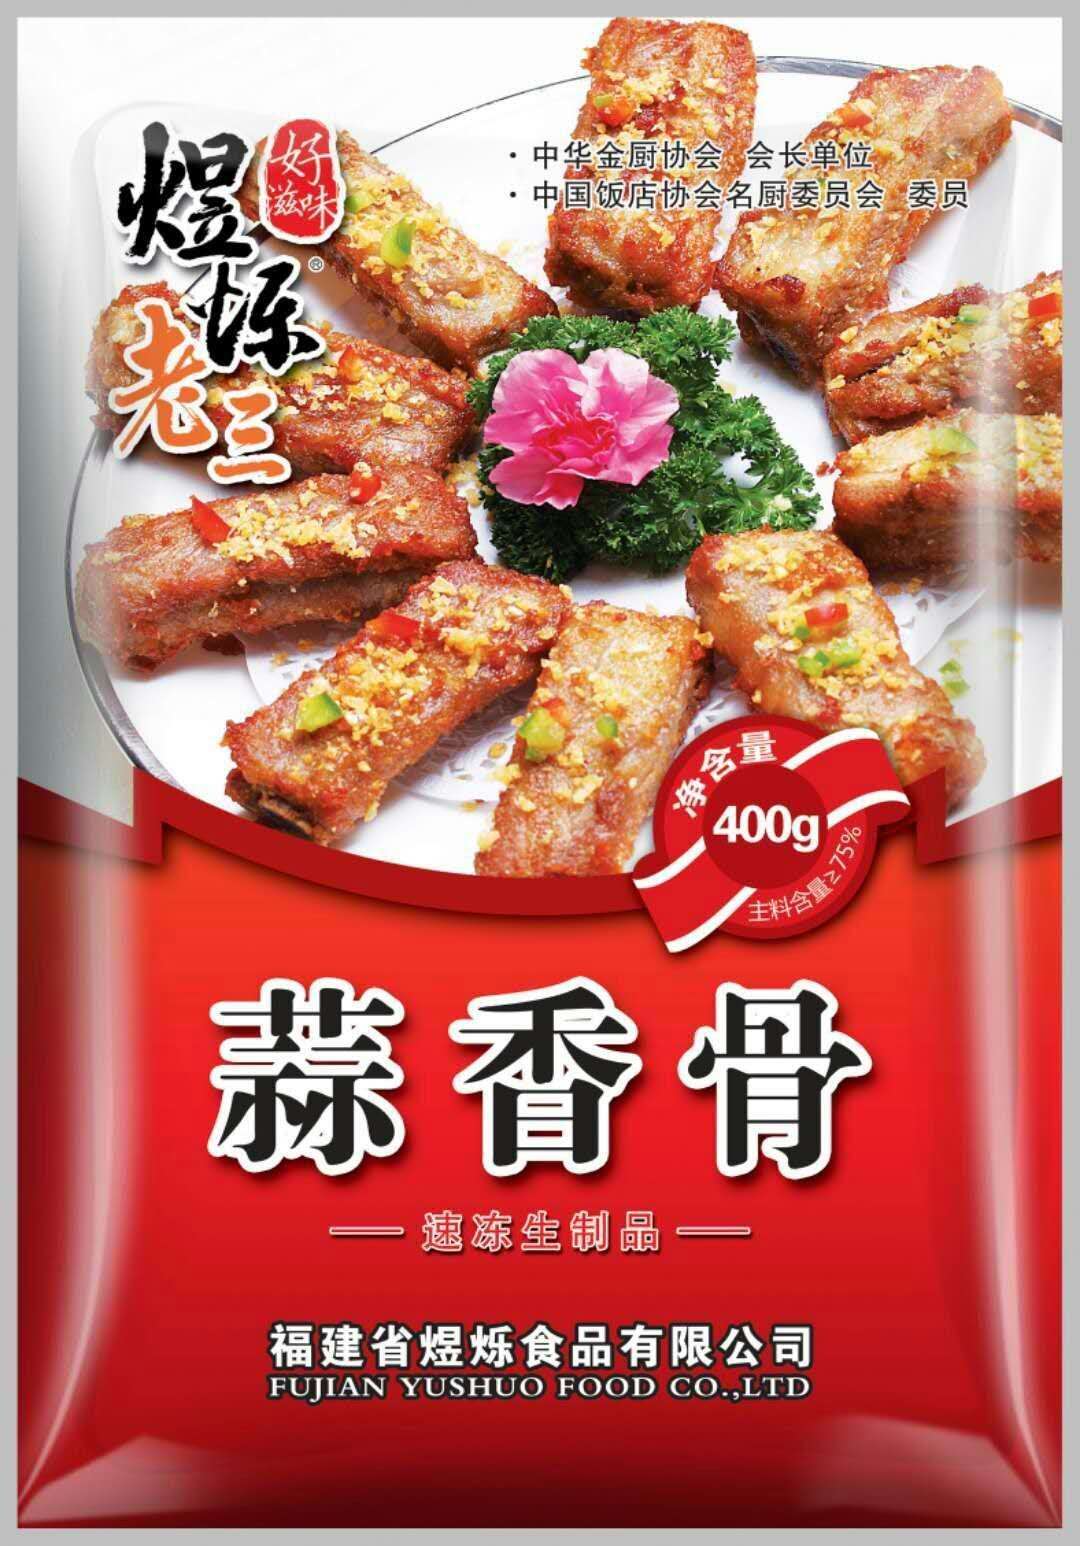 煜烁
好
滋味
®
老三
·中华金厨协会 会长单位
·中国饭店协会名厨委员会 委员
净含量
400g
主料含量≥75%
蒜香骨
速冻生制品
福建省煜烁食品有限公司
FUJIAN YUSHUO FOOD CO.,LTD